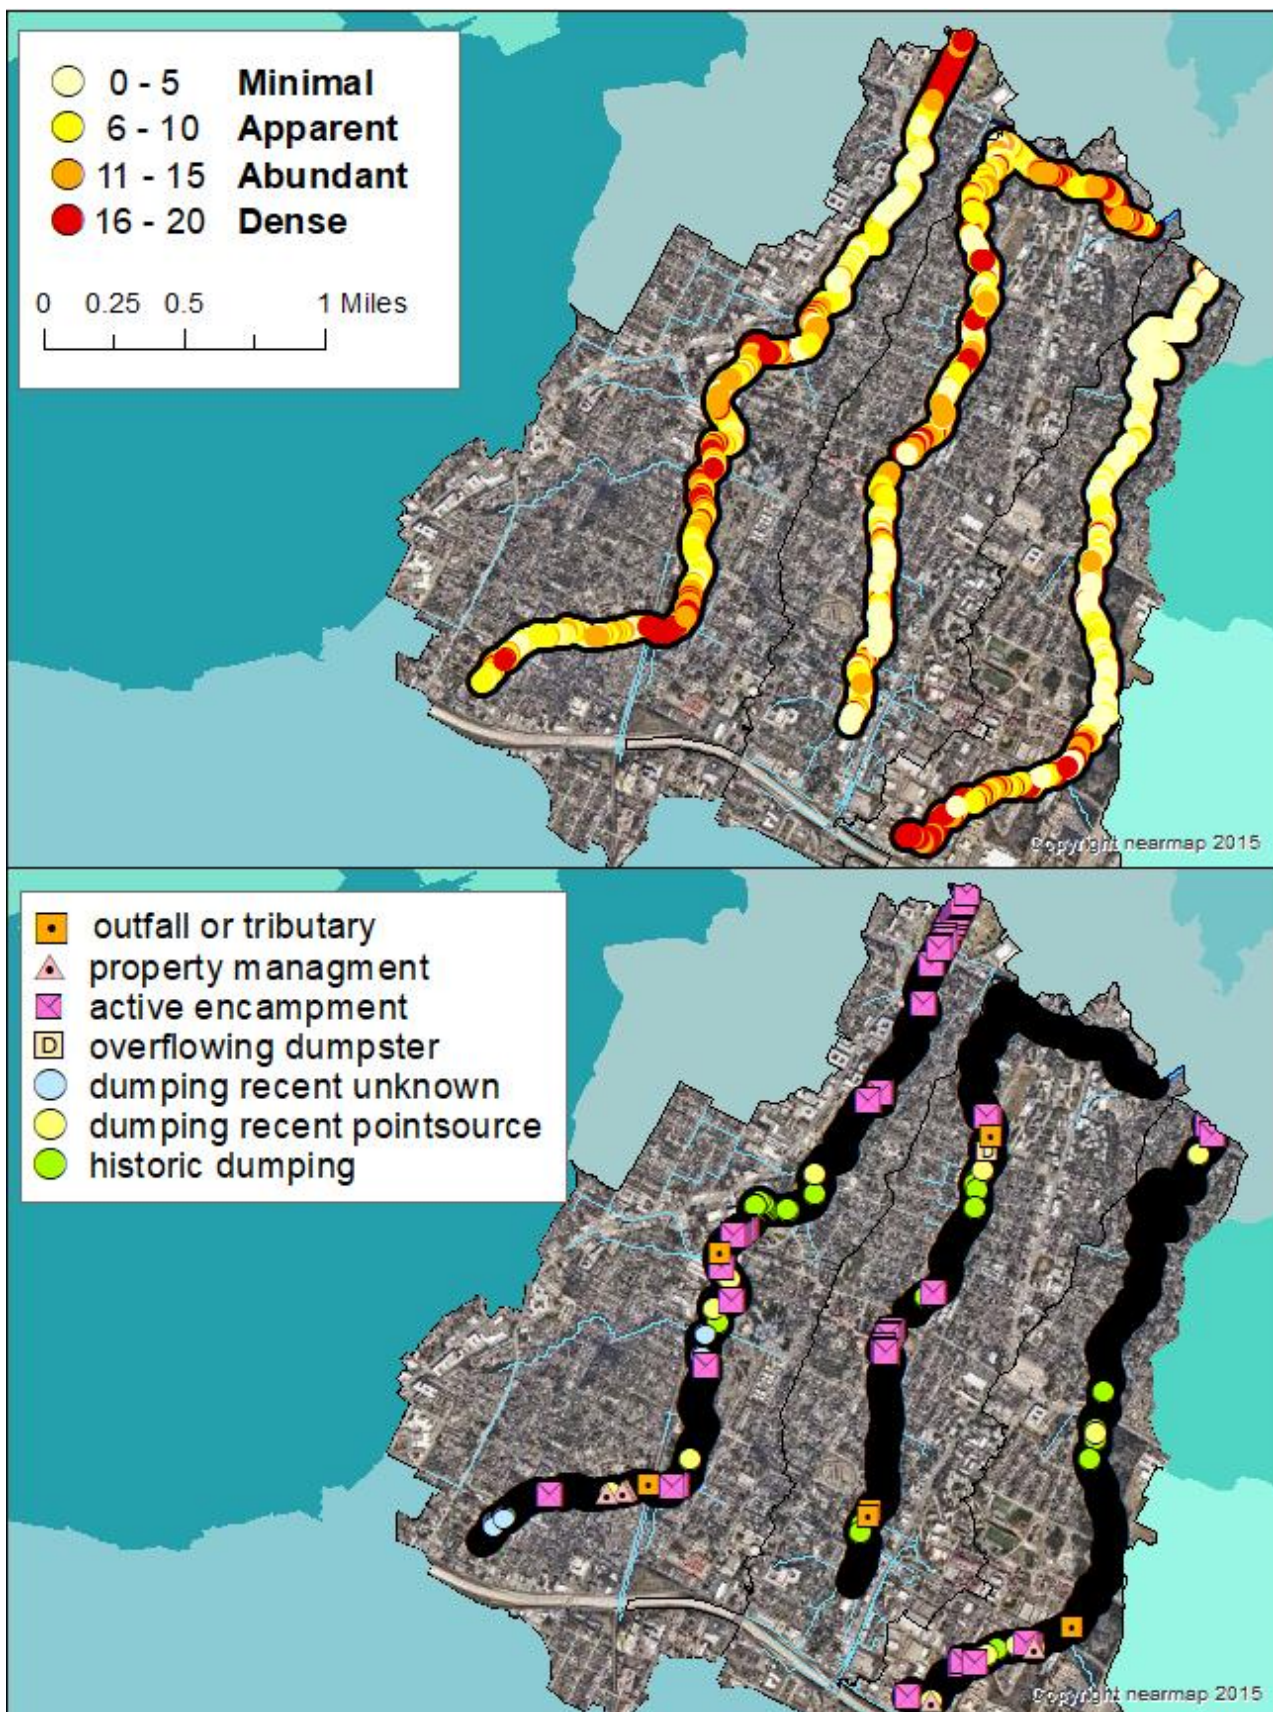 0 - 5 Minimal
6 - 10 Apparent
11 - 15 Abundant
16 - 20 Dense
0 0.25 0.5 1 Miles
Copyright nearmap 2015
outfall or tributary
property managment
active encampment
D overflowing dumpster
dumping recent unknown
dumping recent pointsource
historic dumping
D
Copyright nearmap 2015